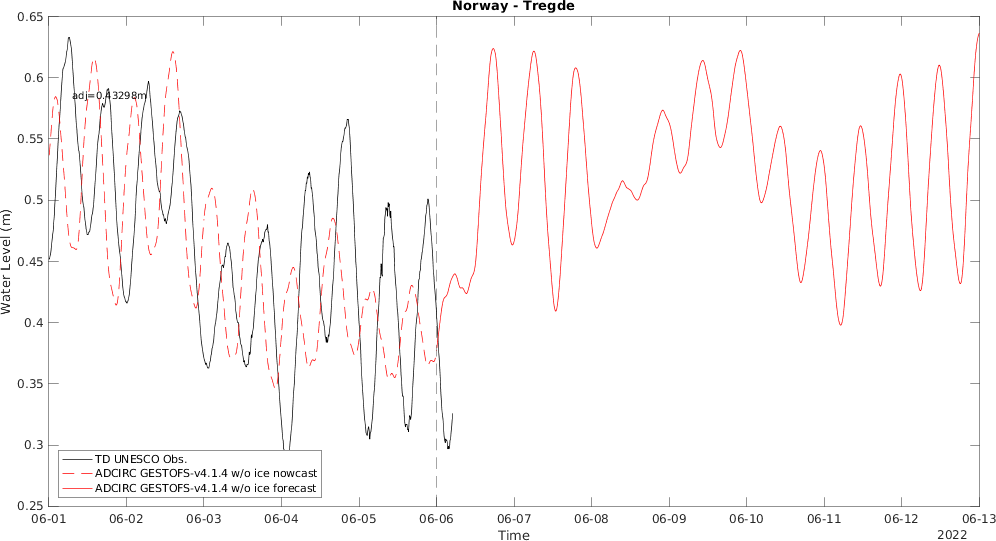 Norway - Tregde
0.65
0.6
0.55
0.5
0.45
0.4
0.35
0.3
0.25
Water Level (m)
adj=0.43298m
TD UNESCO Obs.
ADCIRC GESTOFS-v4.1.4 w/o ice nowcast
ADCIRC GESTOFS-v4.1.4 w/o ice forecast
06-01 06-02 06-03 06-04 06-05 06-06 06-07 06-08 06-09 06-10 06-11 06-12 06-13
Time
2022